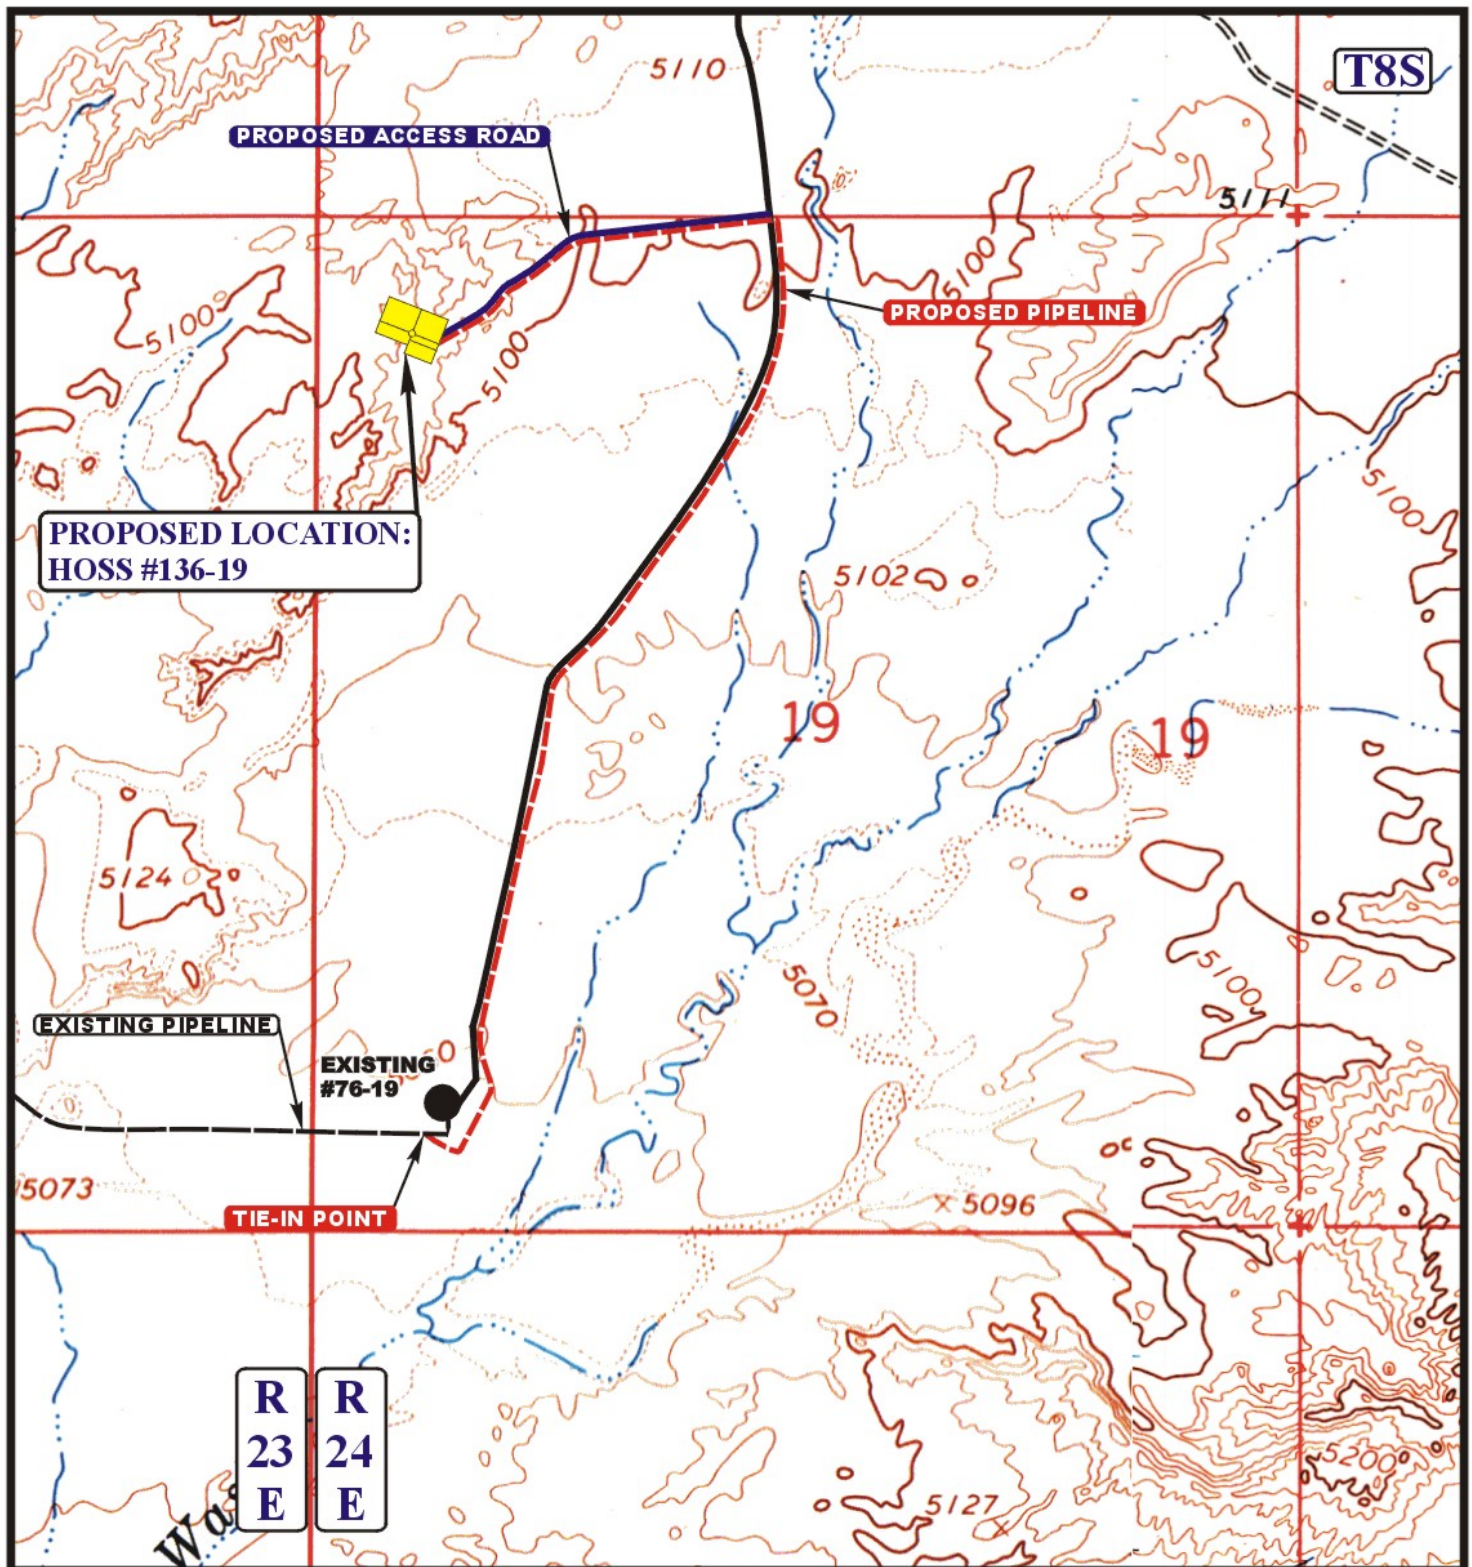 T8S
5110
PROPOSED ACCESS ROAD
5111
5100
5100
PROPOSED PIPELINE
5100
5100
PROPOSED LOCATION:
HOSS #136-19
5102
19
19
5124
5100
5070
EXISTING PIPELINE
EXISTING
#76-19
5073
TIE-IN POINT
5096
R
23
E
R
24
E
5200
5127
Was